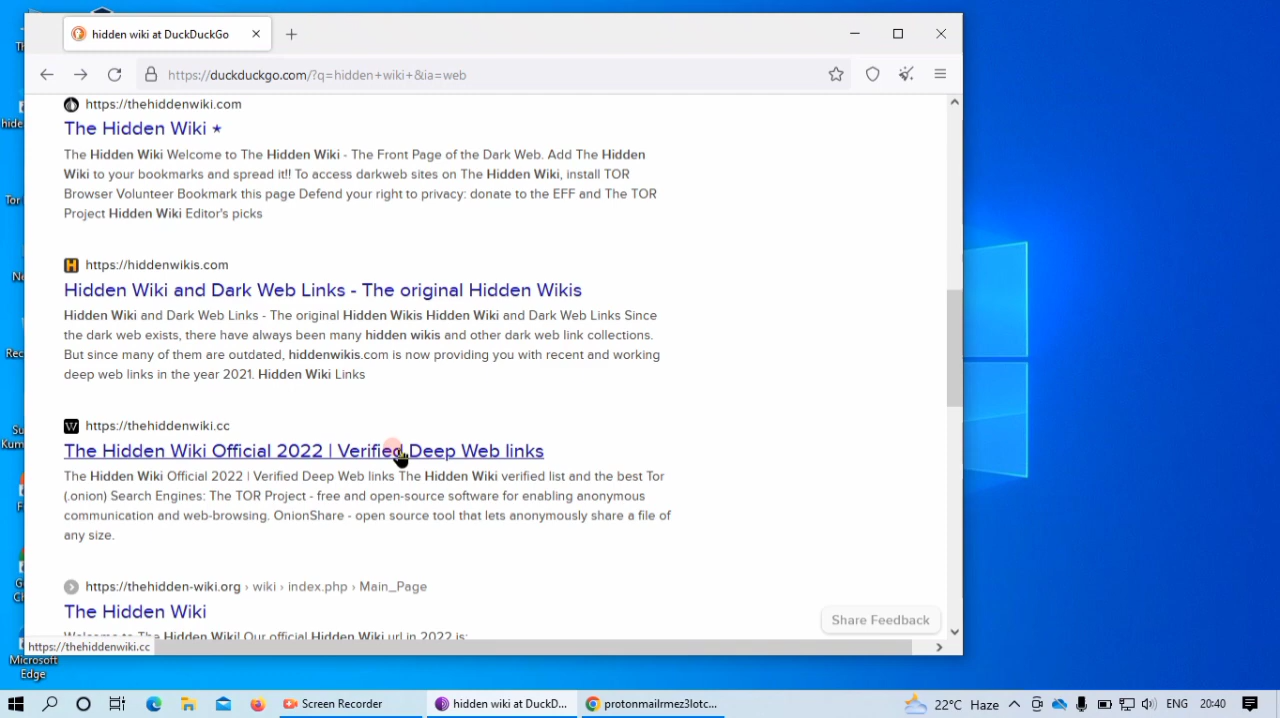 hidden wiki at DuckDuckGo
https://duckduckgo.com/?q=hidden+wiki+&ia=web
https://thehiddenwiki.com
The Hidden Wiki ★
The Hidden Wiki Welcome to The Hidden Wiki - The Front Page of the Dark Web. Add The Hidden
Wiki to your bookmarks and spread it!! To access darkweb sites on The Hidden Wiki, install TOR
Browser Volunteer Bookmark this page Defend your right to privacy: donate to the EFF and The TOR
Project Hidden Wiki Editor's picks
https://hiddenwikis.com
Hidden Wiki and Dark Web Links - The original Hidden Wikis
Hidden Wiki and Dark Web Links - The original Hidden Wikis Hidden Wiki and Dark Web Links Since
the dark web exists, there have always been many hidden wikis and other dark web link collections.
But since many of them are outdated, hiddenwikis.com is now providing you with recent and working
deep web links in the year 2021. Hidden Wiki Links
https://thehiddenwiki.cc
The Hidden Wiki Official 2022 | Verified Deep Web links
The Hidden Wiki Official 2022 | Verified Deep Web links The Hidden Wiki verified list and the best Tor
(.onion) Search Engines: The TOR Project - free and open-source software for enabling anonymous
communication and web-browsing. OnionShare - open source tool that lets anonymously share a file of
any size.
https://thehidden-wiki.org › wiki › index.php › Main_Page
The Hidden Wiki
Welcome to The Hidden Wiki! Our official Hidden Wiki url in 2022 is:
Share Feedback
https://thehiddenwiki.cc
Tor
Microsoft
Edge
Screen Recorder
hidden wiki at DuckD...
protonmailrmez3lotc...
22°C Haze
ENG
20:40